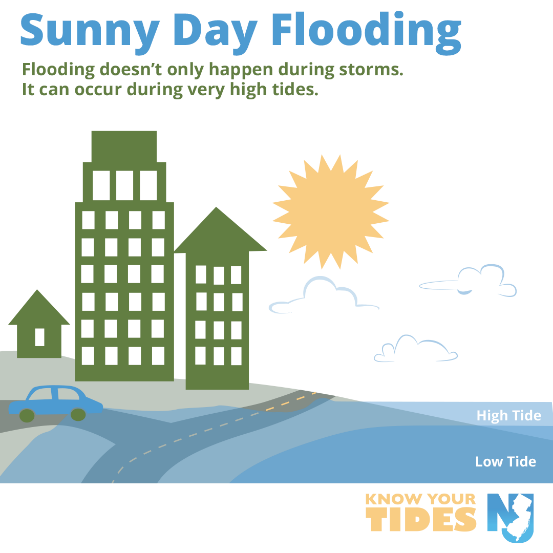 Sunny Day Flooding
Flooding doesn't only happen during storms.
It can occur during very high tides.
High Tide
Low Tide
KNOW YOUR
TIDES
NJ